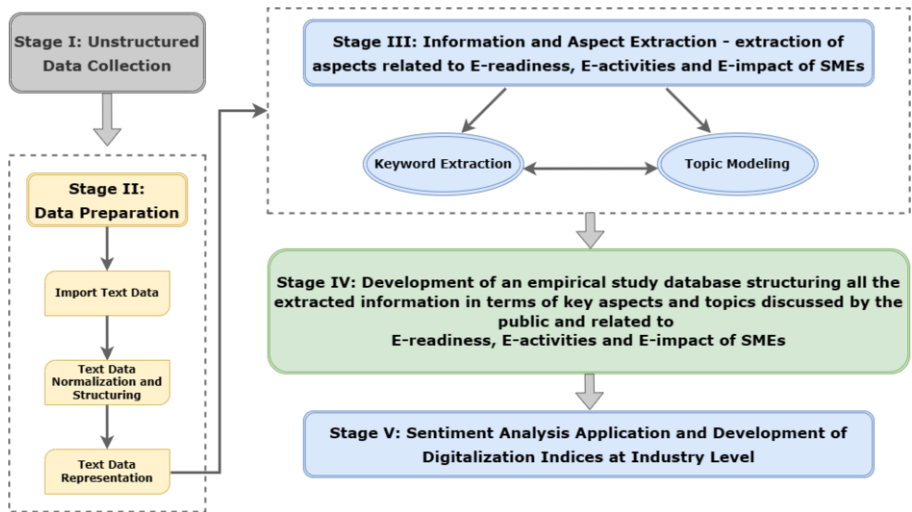 Stage I: Unstructured
Data Collection
Stage II:
Data Preparation
Import Text Data
Text Data
Normalization and
Structuring
Text Data
Representation
Stage III: Information and Aspect Extraction - extraction of
aspects related to E-readiness, E-activities and E-impact of SMEs
Keyword Extraction
Topic Modeling
Stage IV: Development of an empirical study database structuring all the
extracted information in terms of key aspects and topics discussed by the
public and related to
E-readiness, E-activities and E-impact of SMEs
Stage V: Sentiment Analysis Application and Development of
Digitalization Indices at Industry Level